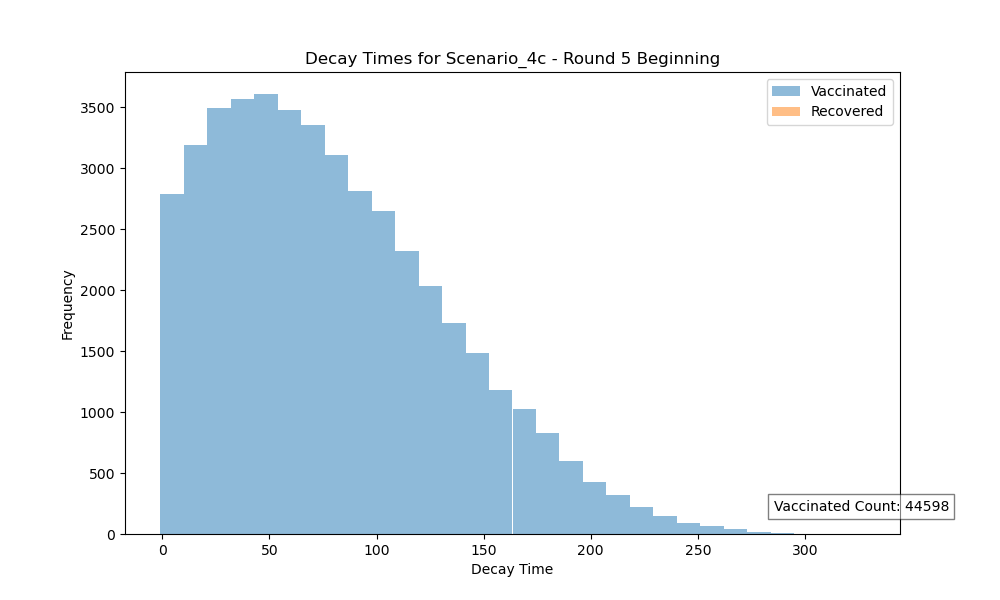 Decay Times for Scenario_4c - Round 5 Beginning
Vaccinated
Recovered
3500
3000
2500
2000
1500
1000
500
0
Frequency
Vaccinated Count: 44598
0 50 100 150 200 250 300
Decay Time